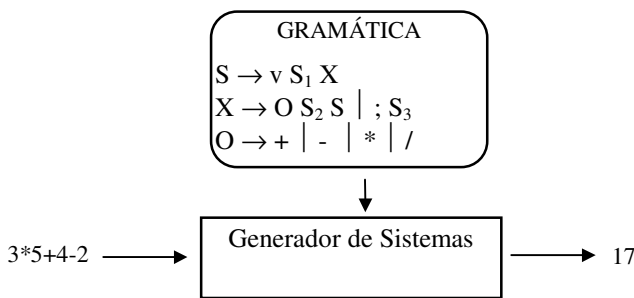 GRAMÁTICA
S → v S₁ X
X → O S₂ S | ; S₃
O → + | - | * | /
3*5+4-2
Generador de Sistemas
17